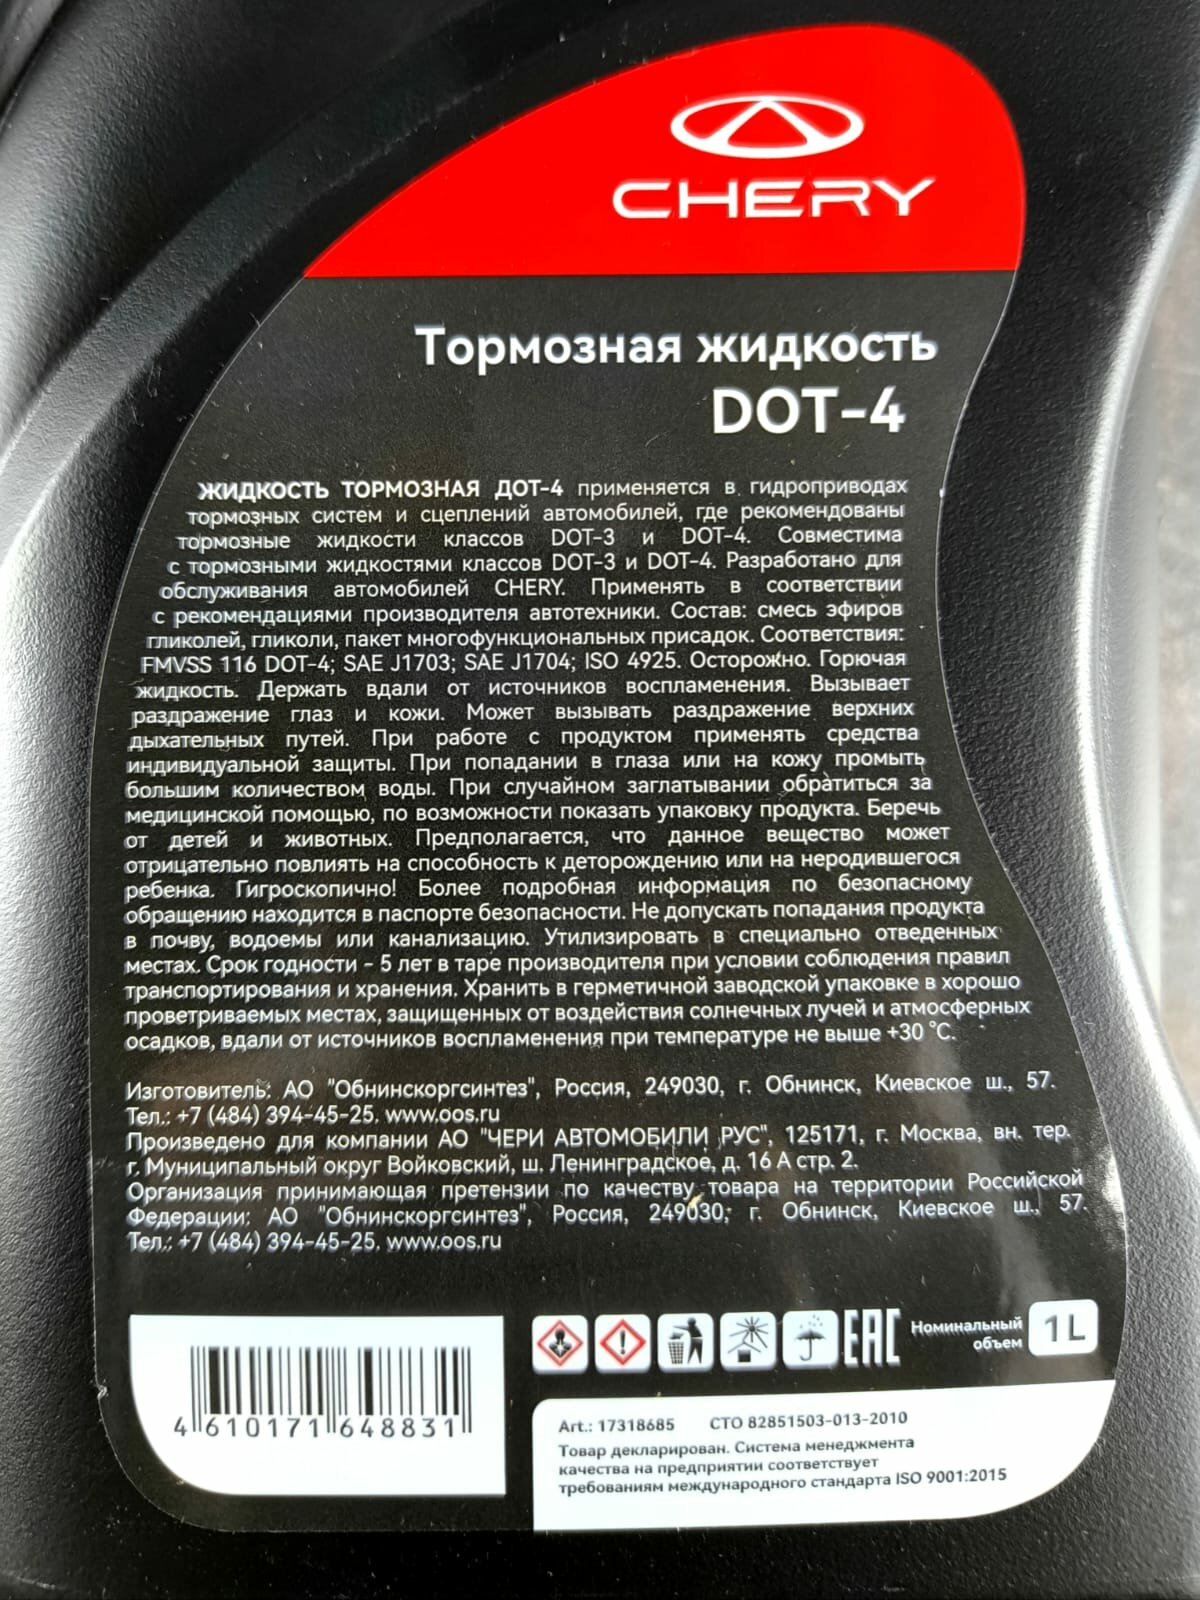 CHERY
Тормозная жидкость
DOT-4
ЖИДКОСТЬ ТОРМОЗНАЯ ДОТ-4 применяется в гидроприводах
тормозных систем и сцеплений автомобилей, где рекомендованы
тормозные жидкости классов DOT-3 и DOT-4. Совместима
с тормозными жидкостями классов DOT-3 и DOT-4. Разработано для
обслуживания автомобилей CHERY. Применять в соответствии
с рекомендациями производителя автотехники. Состав: смесь эфиров
гликолей, гликоли, пакет многофункциональных присадок. Соответствия:
FMVSS 116 DOT-4; SAE J1703; SAE J1704; ISO 4925. Осторожно. Горючая
жидкость. Держать вдали от источников воспламенения. Вызывает
раздражение глаз и кожи. Может вызывать раздражение верхних
дыхательных путей. При работе с продуктом применять средства
индивидуальной защиты. При попадании в глаза или на кожу промыть
большим количеством воды. При случайном заглатывании обратиться за
медицинской помощью, по возможности показать упаковку продукта. Беречь
от детей и животных. Предполагается, что данное вещество может
отрицательно повлиять на способность к деторождению или на неродившегося
ребенка. Гигроскопично! Более подробная информация по безопасному
обращению находится в паспорте безопасности. Не допускать попадания продукта
в почву, водоемы или канализацию. Утилизировать в специально отведенных
местах. Срок годности - 5 лет в таре производителя при условии соблюдения правил
транспортирования и хранения. Хранить в герметичной заводской упаковке в хорошо
проветриваемых местах, защищенных от воздействия солнечных лучей и атмосферных
осадков, вдали от источников воспламенения при температуре не выше +30 °С.
Изготовитель: АО "Обнинскоргсинтез", Россия, 249030, г. Обнинск, Киевское ш., 57.
Тел.: +7 (484) 394-45-25. www.oos.ru
Произведено для компании АО "ЧЕРИ АВТОМОБИЛИ РУС", 125171, г. Москва, вн. тер.
г. Муниципальный округ Войковский, ш. Ленинградское, д. 16 А стр. 2.
Организация принимающая претензии по качеству товара на территории Российской
Федерации: АО "Обнинскоргсинтез", Россия, 249030, г. Обнинск, Киевское ш., 57.
Тел.: +7 (484) 394-45-25. www.oos.ru
EAC Номинальный объем 1 L
4 610171 648831
Art.: 17318685 СТО 82851503-013-2010
Товар декларирован. Система менеджмента
качества на предприятии соответствует
требованиям международного стандарта ISO 9001:2015